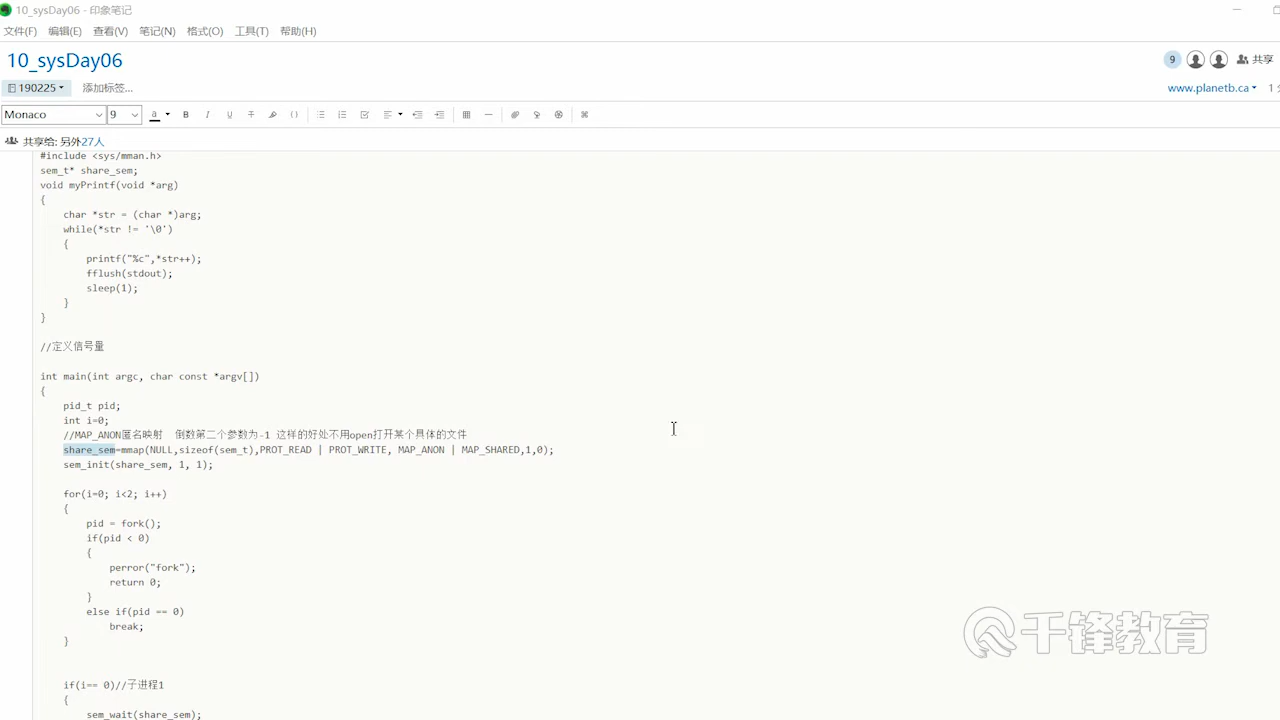 10_sysDay06 - 印象笔记
文件(F) 编辑(E) 查看(V) 笔记(N) 格式(O) 工具(T) 帮助(H)
10_sysDay06
9 共享
190225 添加标签...
www.planetb.ca 1
Monaco 9
共享给: 另外27人
#include <sys/mman.h>
sem_t* share_sem;
void myPrintf(void *arg)
{
    char *str = (char *)arg;
    while(*str != '\0')
    {
        printf("%c",*str++);
        fflush(stdout);
        sleep(1);
    }
}
//定义信号量
int main(int argc, char const *argv[])
{
    pid_t pid;
    int i=0;
    //MAP_ANON匿名映射 倒数第二个参数为-1 这样的好处不用open打开某个具体的文件
    share_sem=mmap(NULL,sizeof(sem_t),PROT_READ | PROT_WRITE, MAP_ANON | MAP_SHARED,1,0);
    sem_init(share_sem, 1, 1);
    for(i=0; i<2; i++)
    {
        pid = fork();
        if(pid < 0)
        {
            perror("fork");
            return 0;
        }
        else if(pid == 0)
            break;
    }
    if(i== 0)//子进程1
    {
        sem_wait(share_sem);
千锋教育